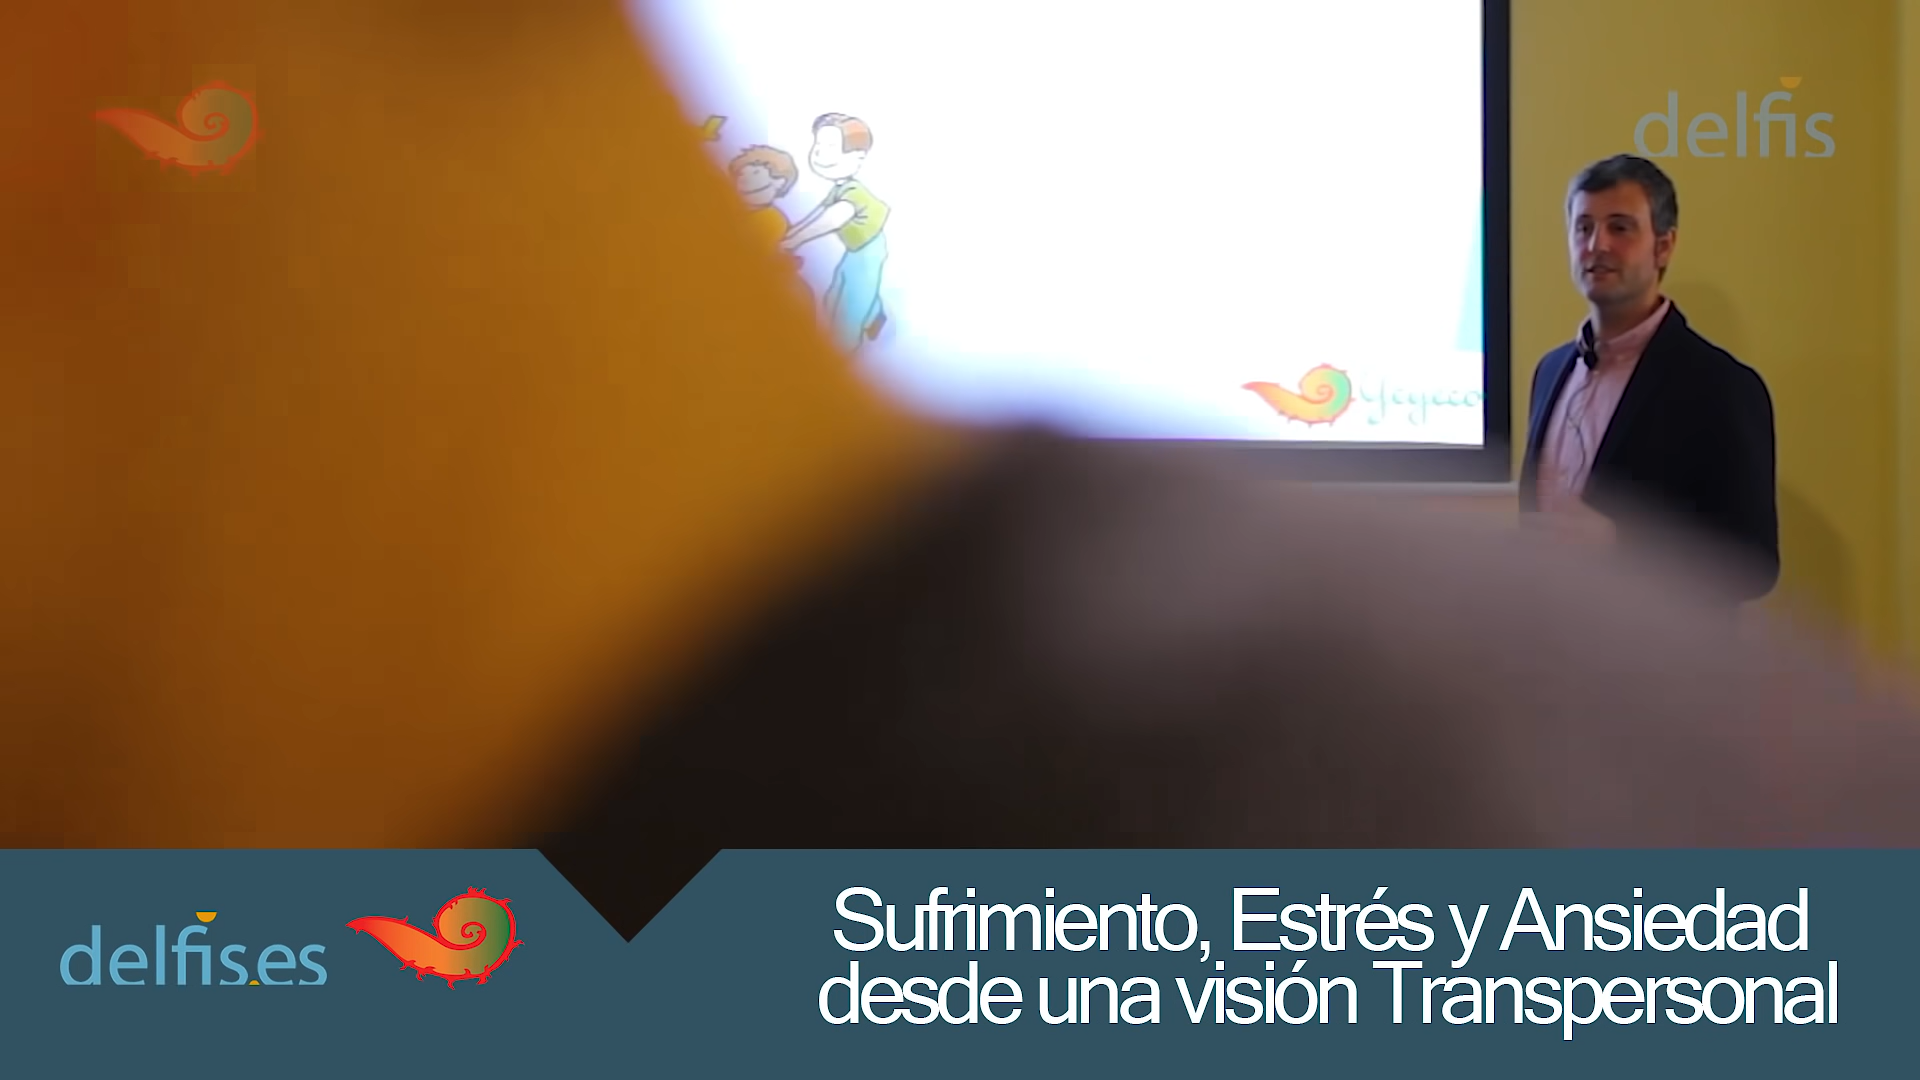 delfis
delfis.es
Sufrimiento, Estrés y Ansiedad
desde una visión Transpersonal